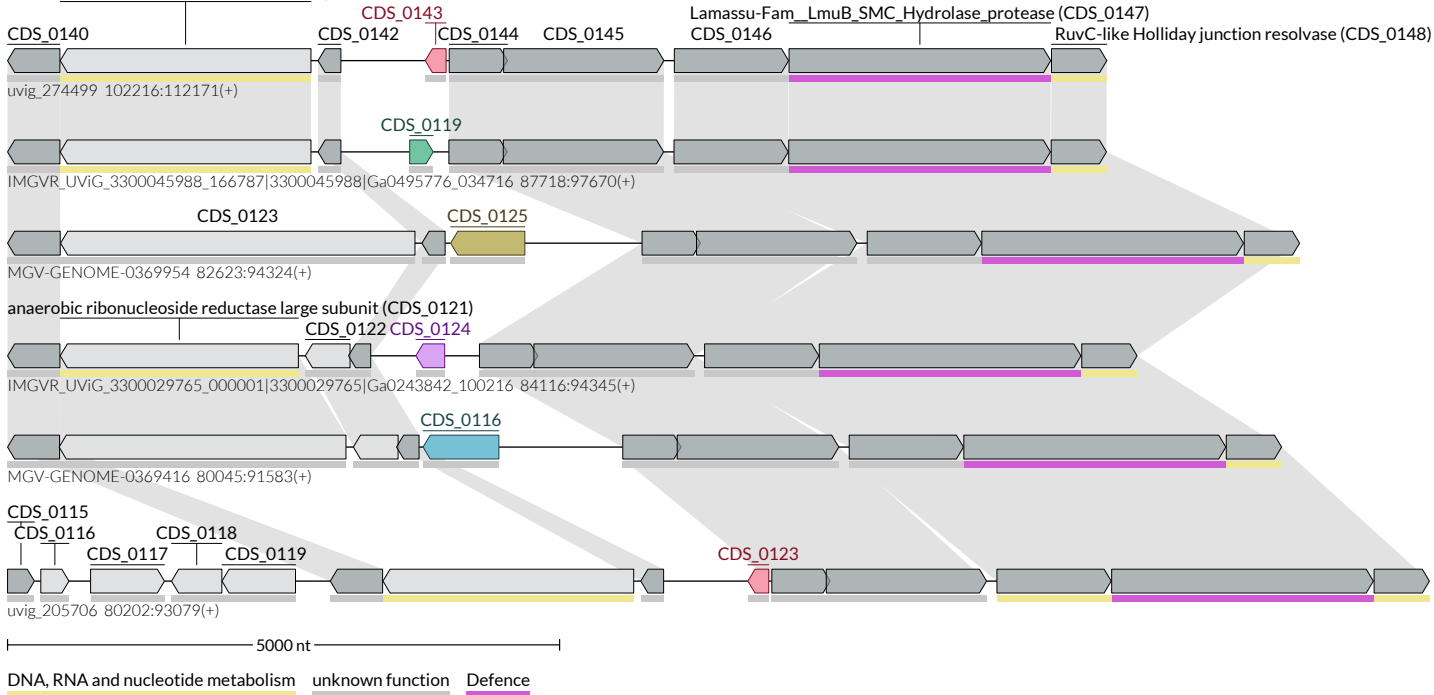 CDS_0143
Lamassu-Fam__LmuB_SMC_Hydrolase_protease (CDS_0147)
CDS_0140
CDS_0142
CDS_0144
CDS_0145
CDS_0146
RuvC-like Holliday junction resolvase (CDS_0148)
uvig_274499 102216:112171(+)
CDS_0119
IMGVR_UViG_3300045988_166787|3300045988|Ga0495776_034716 87718:97670(+)
CDS_0123
CDS_0125
MGV-GENOME-0369954 82623:94324(+)
anaerobic ribonucleoside reductase large subunit (CDS_0121)
CDS_0122
CDS_0124
IMGVR_UViG_3300029765_000001|3300029765|Ga0243842_100216 84116:94345(+)
CDS_0116
MGV-GENOME-0369416 80045:91583(+)
CDS_0115
CDS_0116
CDS_0118
CDS_0117
CDS_0119
CDS_0123
uvig_205706 80202:93079(+)
5000 nt
DNA, RNA and nucleotide metabolism
unknown function
Defence